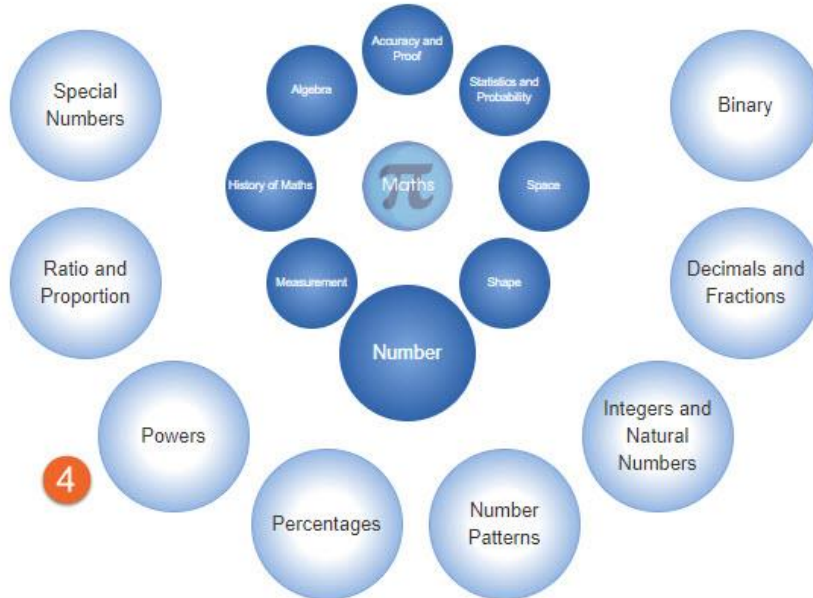 Accuracy and
Proof
Algebra
Statistics and
Probability
Special
Numbers
Binary
History of Maths
Maths
π
Space
Ratio and
Proportion
Measurement
Shape
Decimals and
Fractions
Number
Powers
Integers and
Natural
Numbers
4
Percentages
Number
Patterns